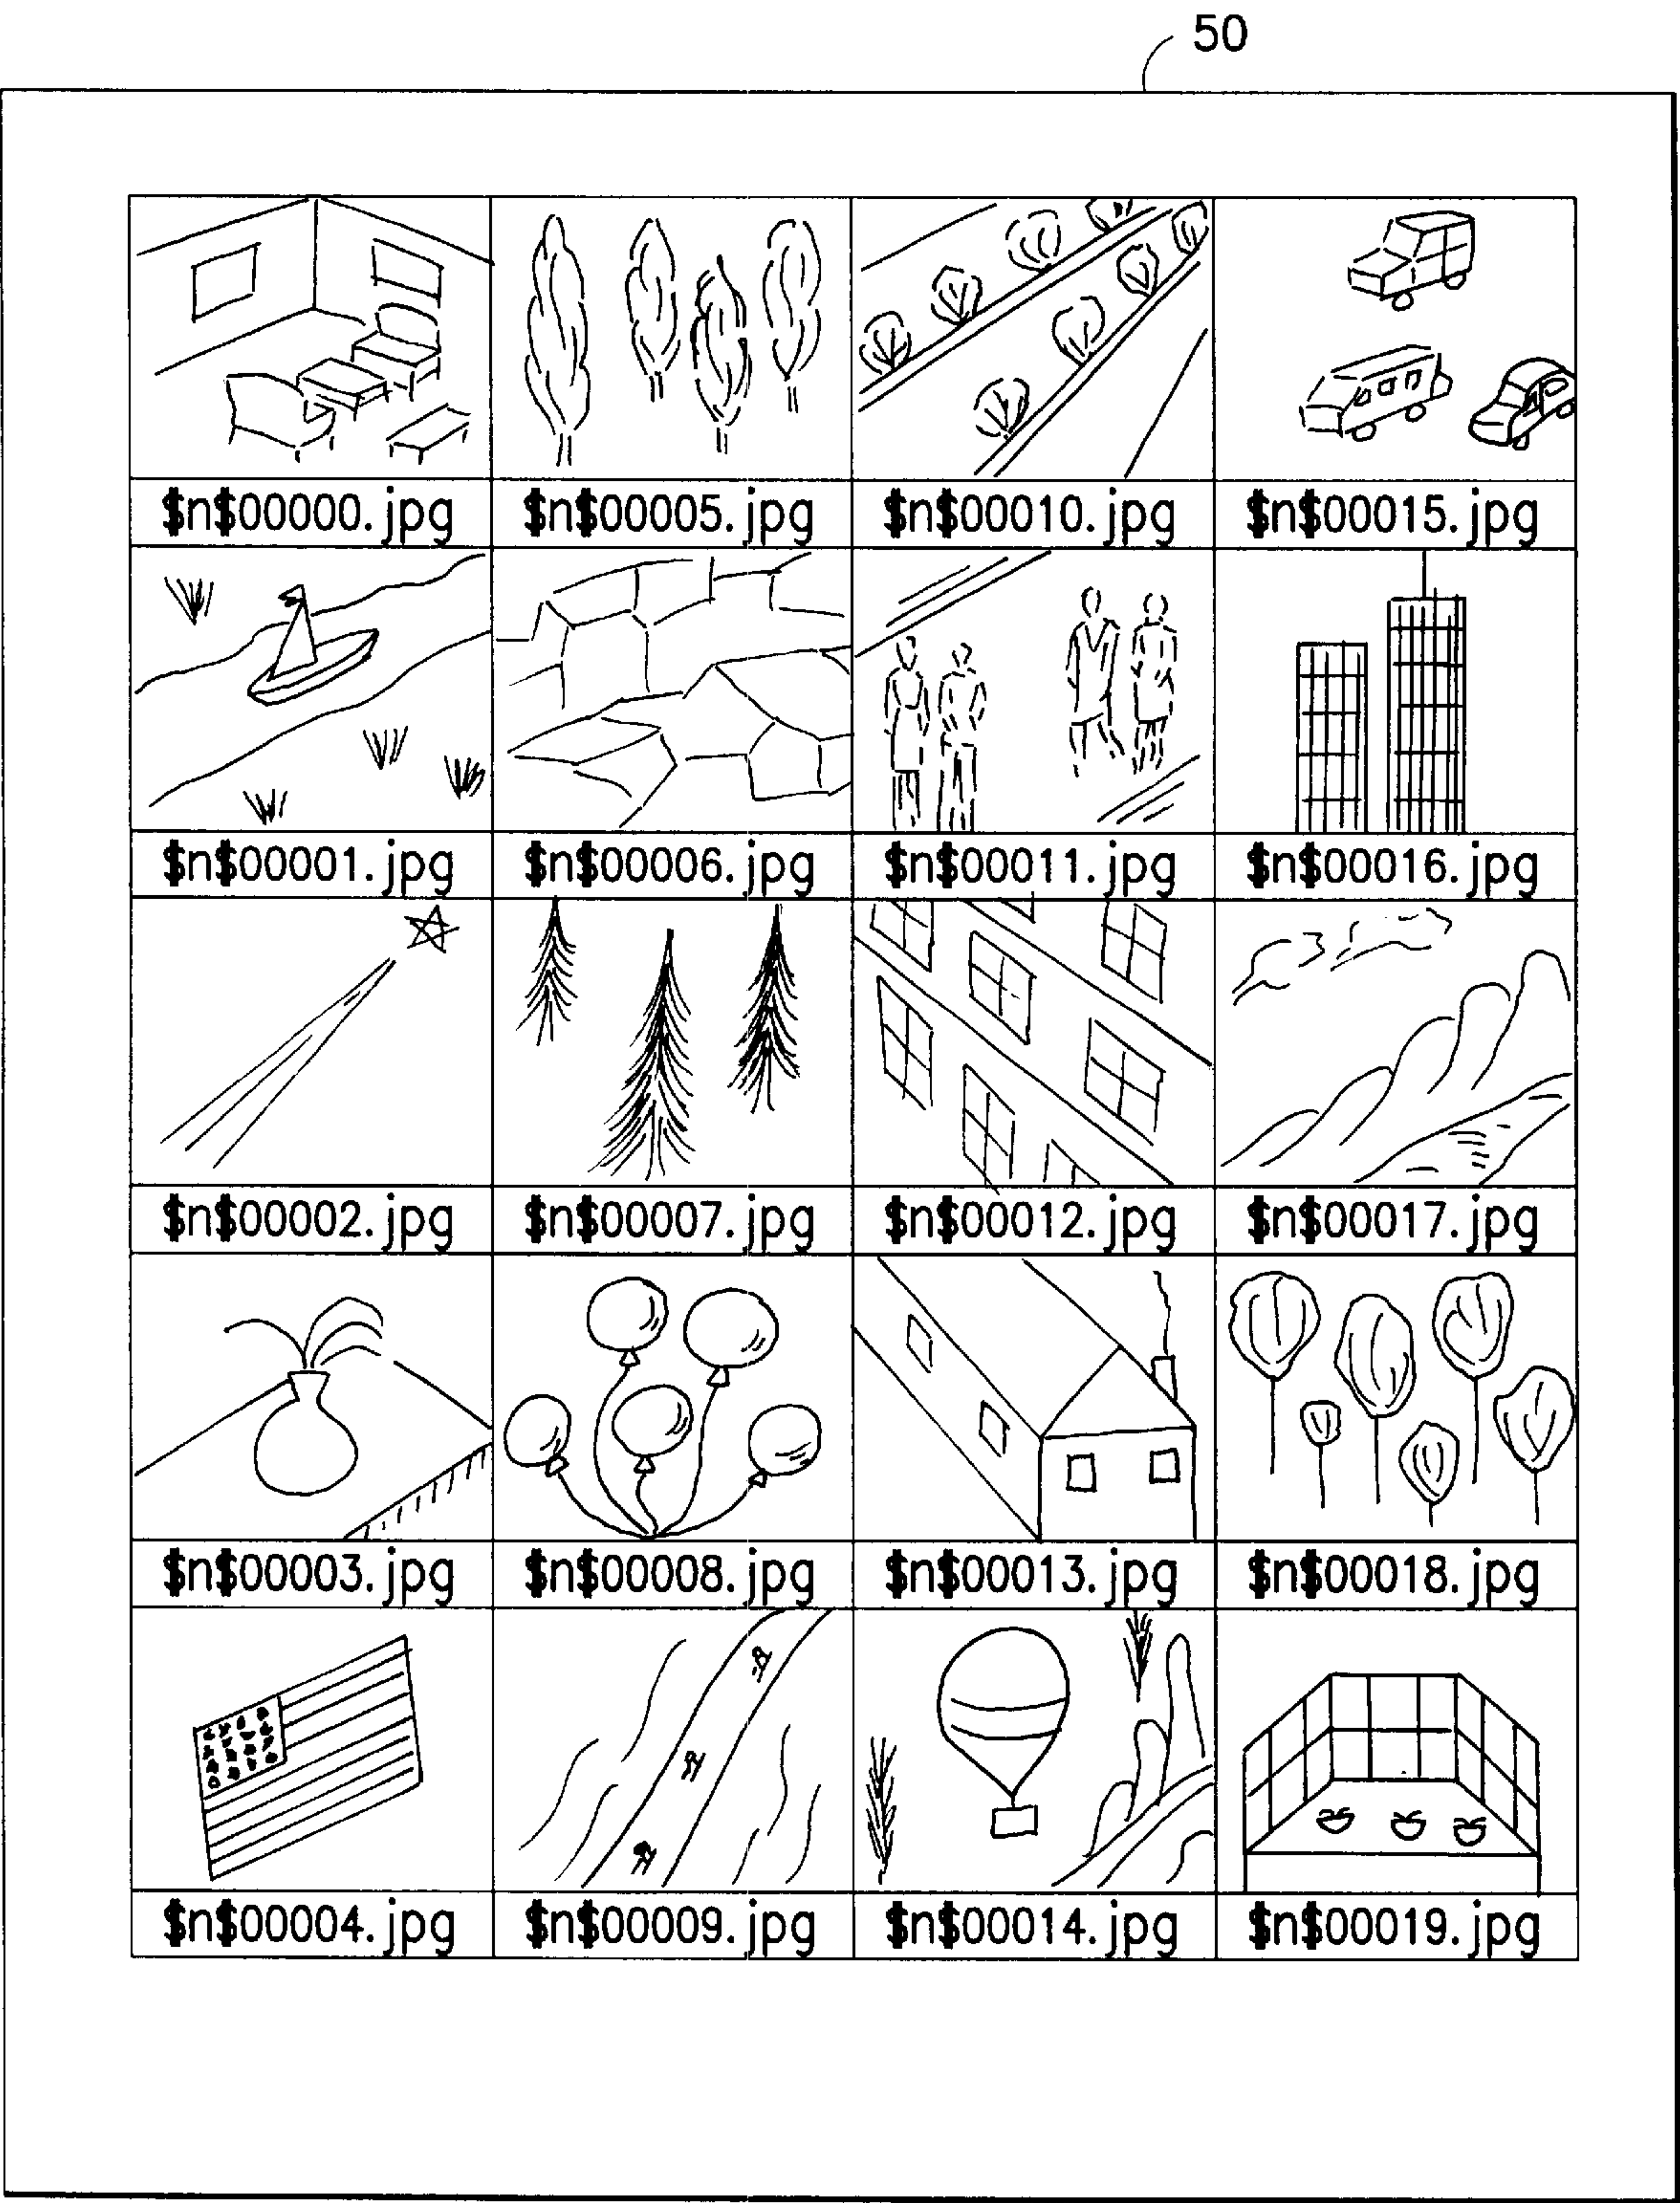 50
$n$00000.jpg $n$00005.jpg $n$00010.jpg $n$00015.jpg
$n$00001.jpg $n$00006.jpg $n$00011.jpg $n$00016.jpg
$n$00002.jpg $n$00007.jpg $n$00012.jpg $n$00017.jpg
$n$00003.jpg $n$00008.jpg $n$00013.jpg $n$00018.jpg
$n$00004.jpg $n$00009.jpg $n$00014.jpg $n$00019.jpg